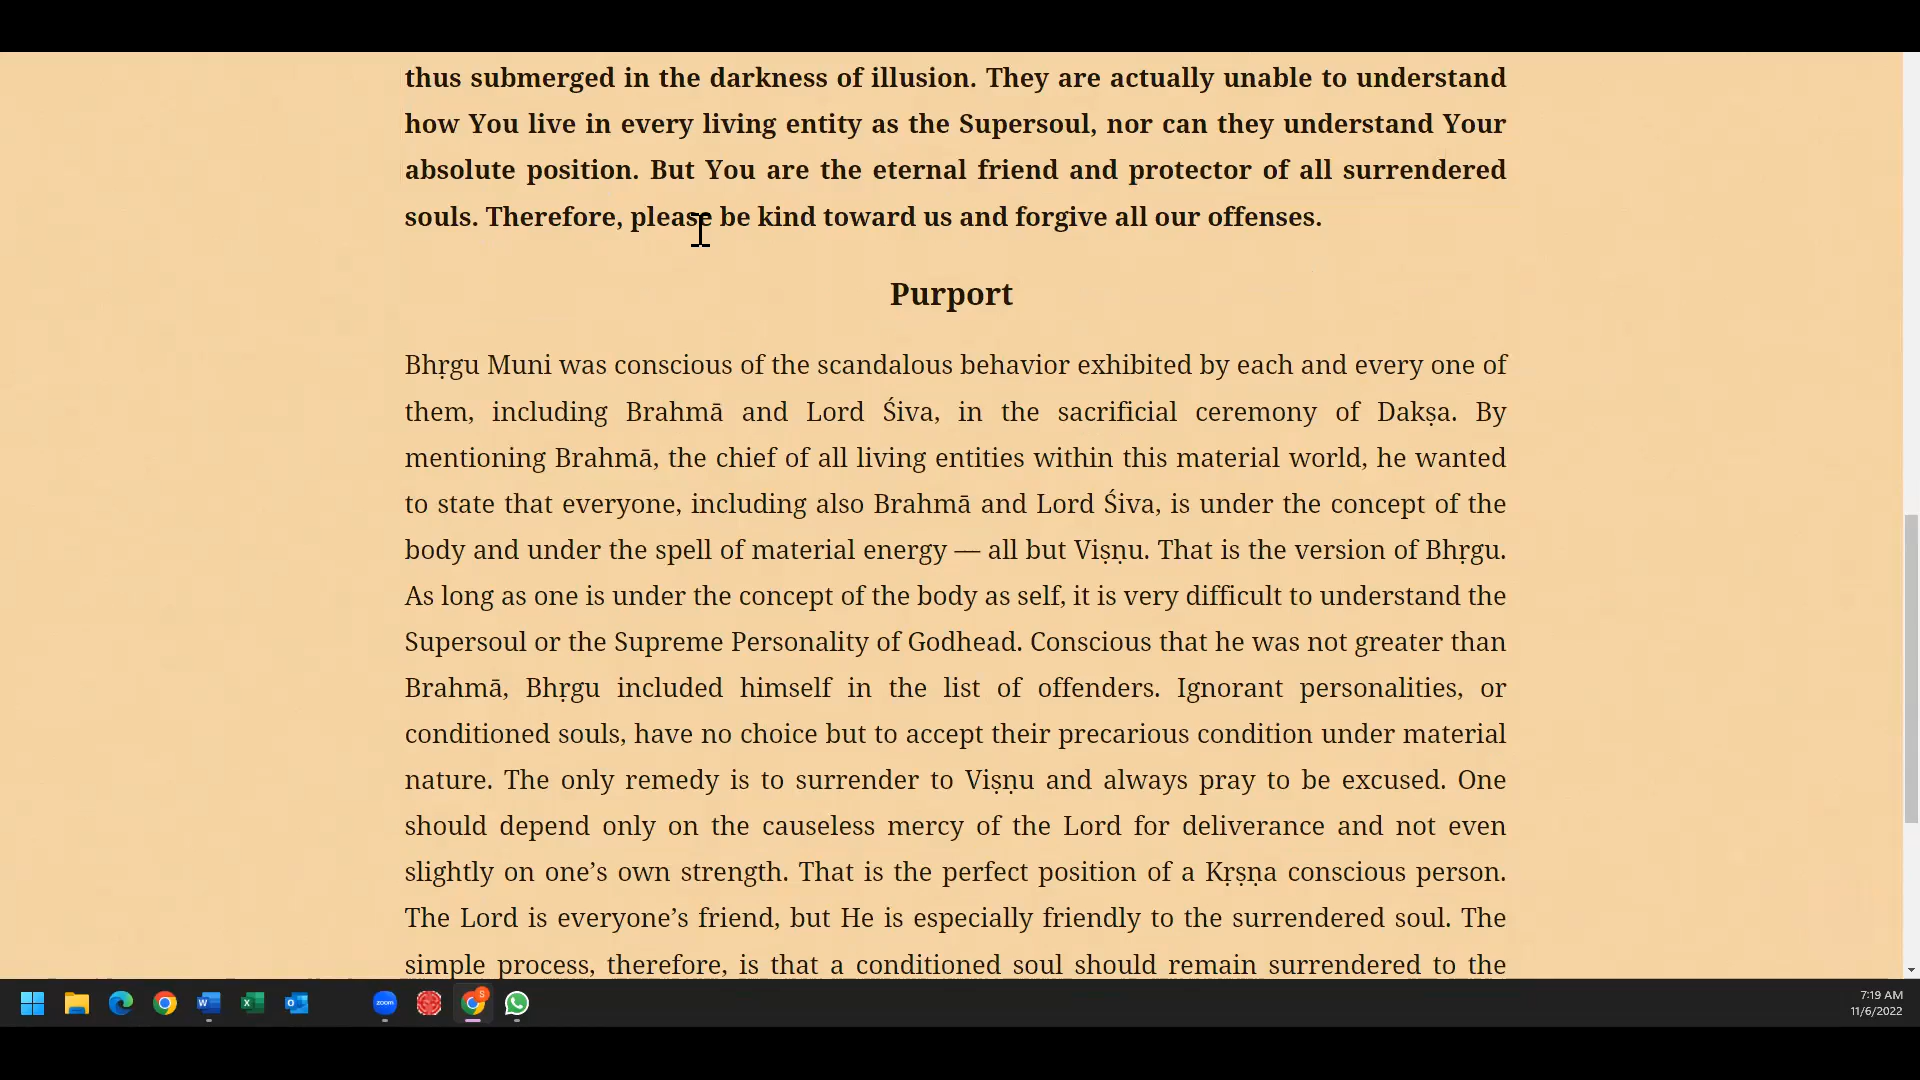 thus submerged in the darkness of illusion. They are actually unable to understand
how You live in every living entity as the Supersoul, nor can they understand Your
absolute position. But You are the eternal friend and protector of all surrendered
souls. Therefore, please be kind toward us and forgive all our offenses.
Purport
Bhṛgu Muni was conscious of the scandalous behavior exhibited by each and every one of
them, including Brahmā and Lord Śiva, in the sacrificial ceremony of Dakṣa. By
mentioning Brahmā, the chief of all living entities within this material world, he wanted
to state that everyone, including also Brahmā and Lord Śiva, is under the concept of the
body and under the spell of material energy — all but Viṣṇu. That is the version of Bhṛgu.
As long as one is under the concept of the body as self, it is very difficult to understand the
Supersoul or the Supreme Personality of Godhead. Conscious that he was not greater than
Brahmā, Bhṛgu included himself in the list of offenders. Ignorant personalities, or
conditioned souls, have no choice but to accept their precarious condition under material
nature. The only remedy is to surrender to Viṣṇu and always pray to be excused. One
should depend only on the causeless mercy of the Lord for deliverance and not even
slightly on one’s own strength. That is the perfect position of a Kṛṣṇa conscious person.
The Lord is everyone’s friend, but He is especially friendly to the surrendered soul. The
simple process, therefore, is that a conditioned soul should remain surrendered to the
zoom
S
7:19 AM
11/6/2022